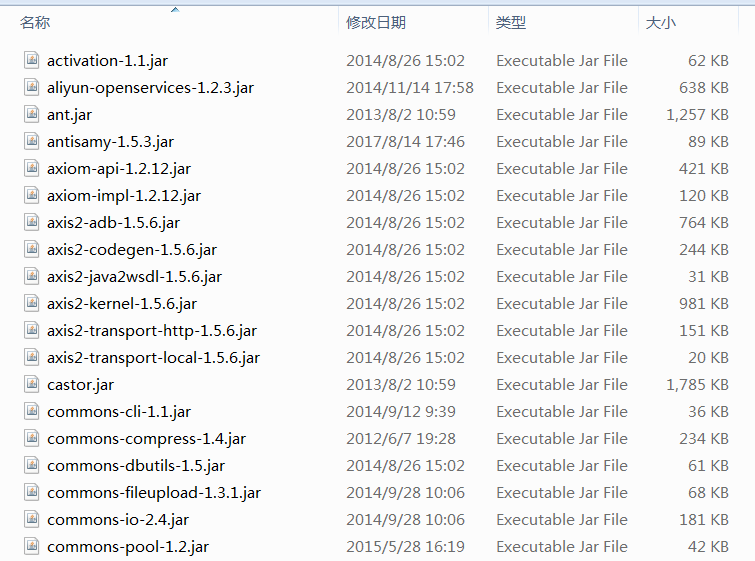 名称 修改日期 类型 大小
activation-1.1.jar 2014/8/26 15:02 Executable Jar File 62 KB
aliyun-openservices-1.2.3.jar 2014/11/14 17:58 Executable Jar File 638 KB
ant.jar 2013/8/2 10:59 Executable Jar File 1,257 KB
antisamy-1.5.3.jar 2017/8/14 17:46 Executable Jar File 89 KB
axiom-api-1.2.12.jar 2014/8/26 15:02 Executable Jar File 421 KB
axiom-impl-1.2.12.jar 2014/8/26 15:02 Executable Jar File 120 KB
axis2-adb-1.5.6.jar 2014/8/26 15:02 Executable Jar File 764 KB
axis2-codegen-1.5.6.jar 2014/8/26 15:02 Executable Jar File 244 KB
axis2-java2wsdl-1.5.6.jar 2014/8/26 15:02 Executable Jar File 31 KB
axis2-kernel-1.5.6.jar 2014/8/26 15:02 Executable Jar File 981 KB
axis2-transport-http-1.5.6.jar 2014/8/26 15:02 Executable Jar File 151 KB
axis2-transport-local-1.5.6.jar 2014/8/26 15:02 Executable Jar File 20 KB
castor.jar 2013/8/2 10:59 Executable Jar File 1,785 KB
commons-cli-1.1.jar 2014/9/12 9:39 Executable Jar File 36 KB
commons-compress-1.4.jar 2012/6/7 19:28 Executable Jar File 234 KB
commons-dbutils-1.5.jar 2014/8/26 15:02 Executable Jar File 61 KB
commons-fileupload-1.3.1.jar 2014/9/28 10:06 Executable Jar File 68 KB
commons-io-2.4.jar 2014/9/28 10:06 Executable Jar File 181 KB
commons-pool-1.2.jar 2015/5/28 16:19 Executable Jar File 42 KB